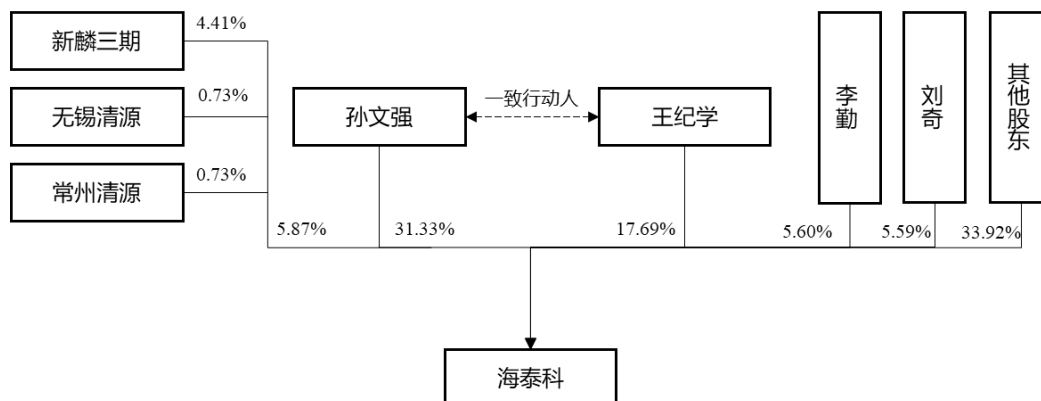 新麟三期
4.41%
无锡清源
0.73%
常州清源
0.73%
孙文强
一致行动人
王纪学
李勤
刘奇
其他股东
5.87%
31.33%
17.69%
5.60%
5.59%
33.92%
海泰科